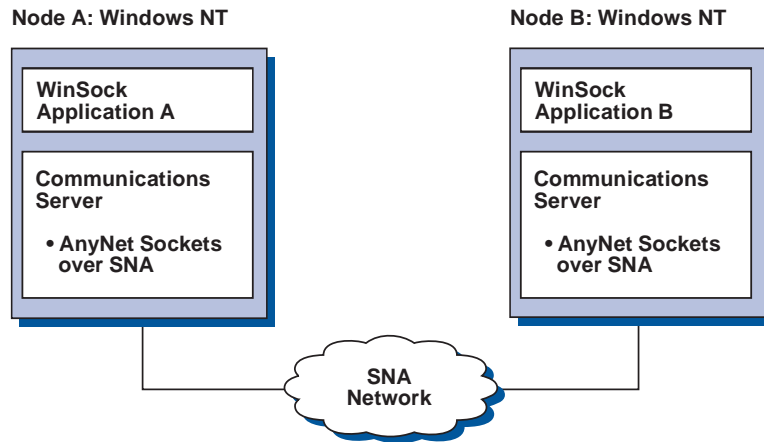 Node A: Windows NT
WinSock
Application A
Communications
Server
• AnyNet Sockets
over SNA
Node B: Windows NT
WinSock
Application B
Communications
Server
• AnyNet Sockets
over SNA
SNA
Network